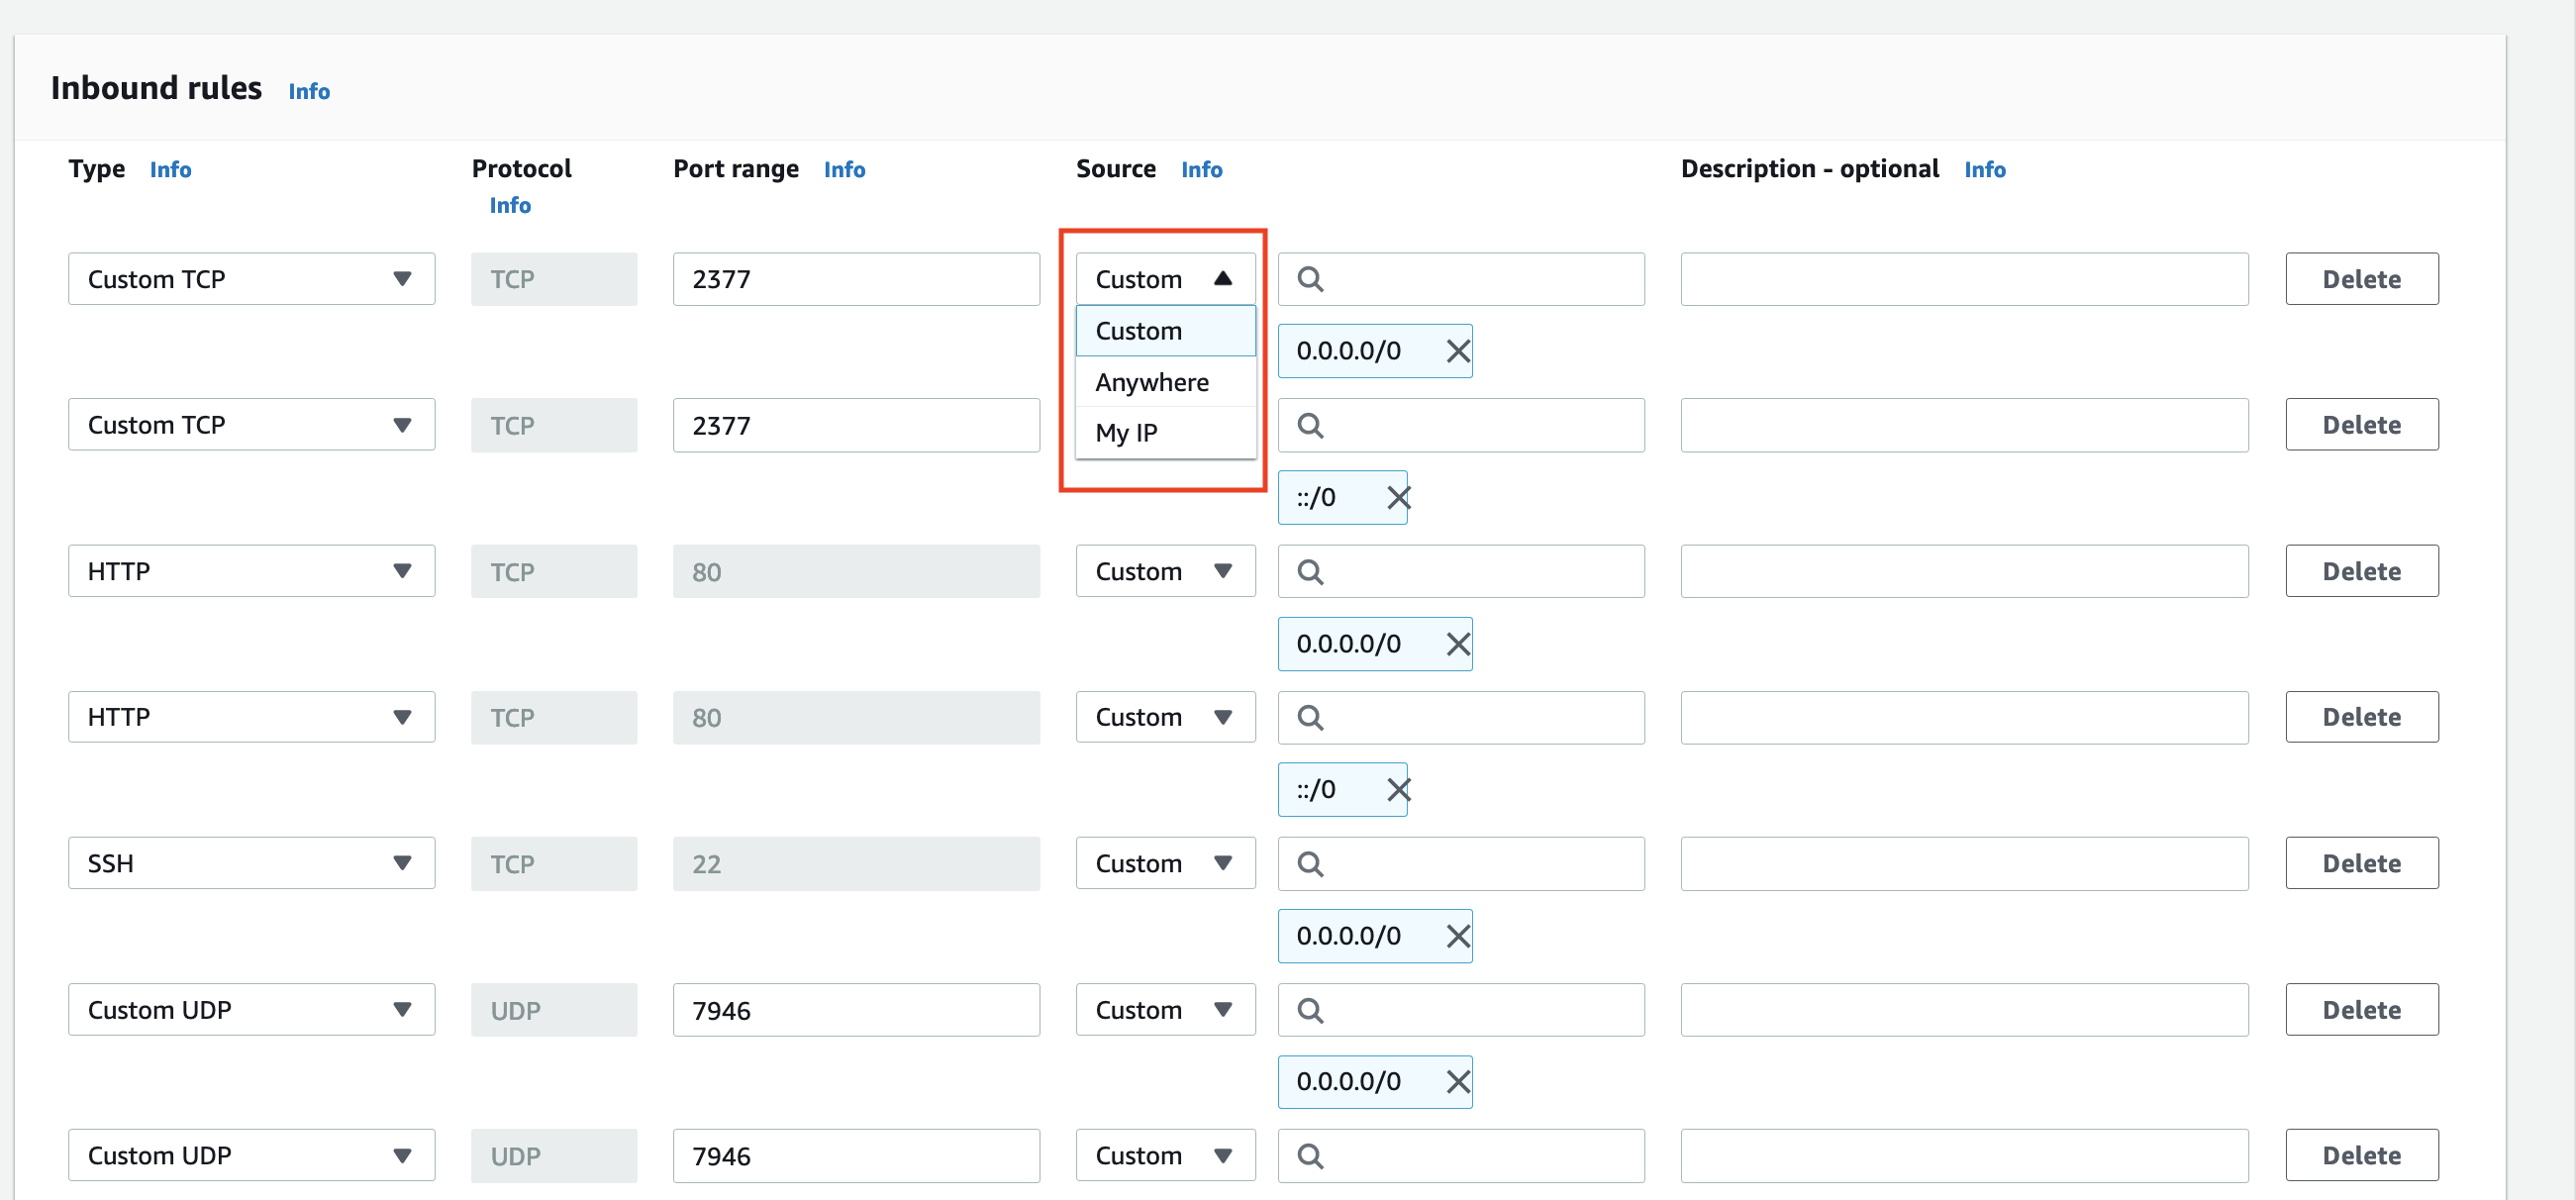 Inbound rules Info
Type Info Protocol Info Port range Info Source Info Description - optional Info
Custom TCP TCP 2377 Custom Delete
Custom
0.0.0.0/0
Anywhere
Custom TCP TCP 2377 My IP Delete
::/0
HTTP TCP 80 Custom Delete
0.0.0.0/0
HTTP TCP 80 Custom Delete
::/0
SSH TCP 22 Custom Delete
0.0.0.0/0
Custom UDP UDP 7946 Custom Delete
0.0.0.0/0
Custom UDP UDP 7946 Custom Delete